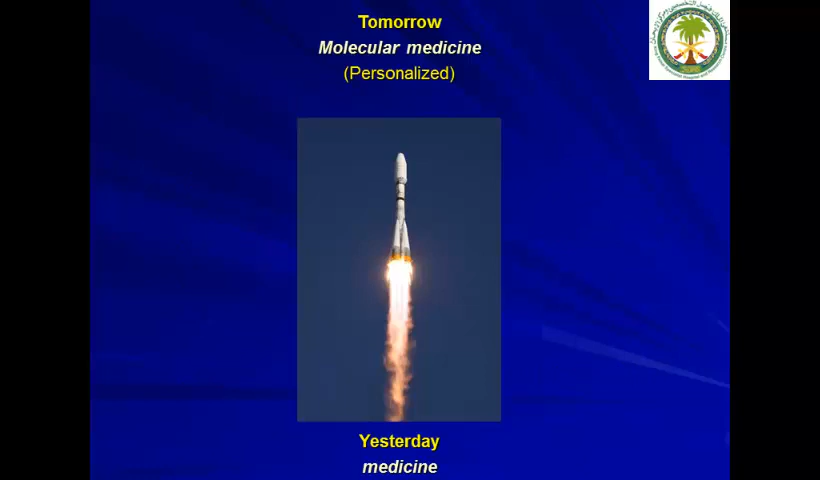 Tomorrow
Molecular medicine
(Personalized)
Yesterday
medicine